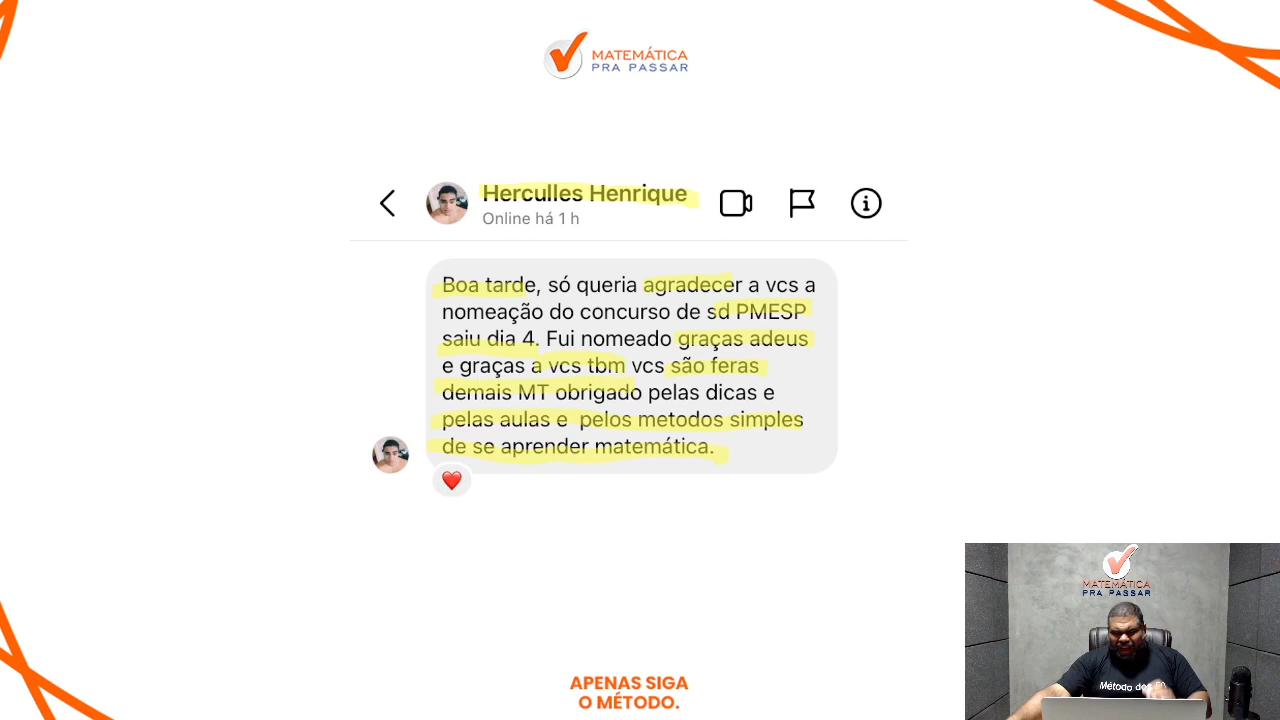 MATEMÁTICA
PRA PASSAR
Herculles Henrique
Online há 1 h
Boa tarde, só queria agradecer a vcs a
nomeação do concurso de sd PMESP
saiu dia 4. Fui nomeado graças adeus
e graças a vcs tbm vcs são feras
demais MT obrigado pelas dicas e
pelas aulas e pelos metodos simples
de se aprender matemática.
MATEMÁTICA
PRA PASSAR
Método dos
APENAS SIGA
O MÉTODO.